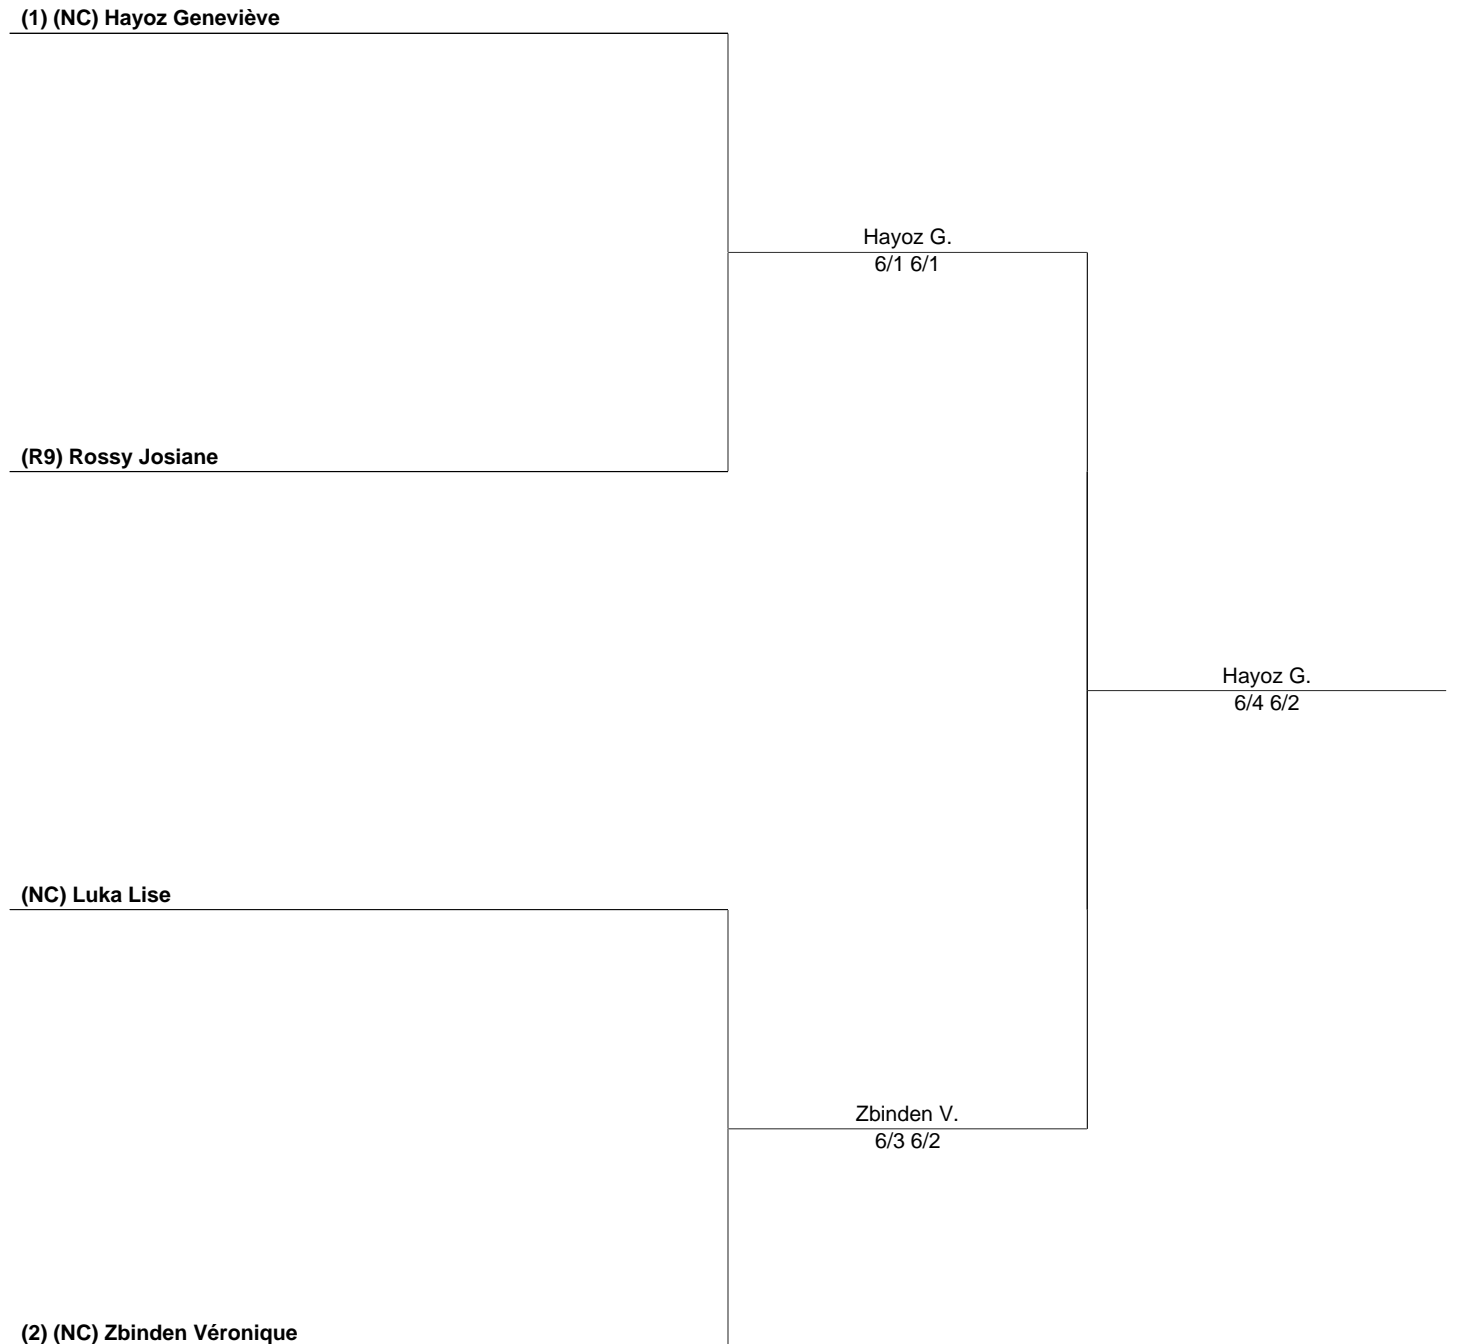 (1) (NC) Hayoz Geneviève
Hayoz G.
6/1 6/1
(R9) Rossy Josiane
Hayoz G.
6/4 6/2
(NC) Luka Lise
Zbinden V.
6/3 6/2
(2) (NC) Zbinden Véronique